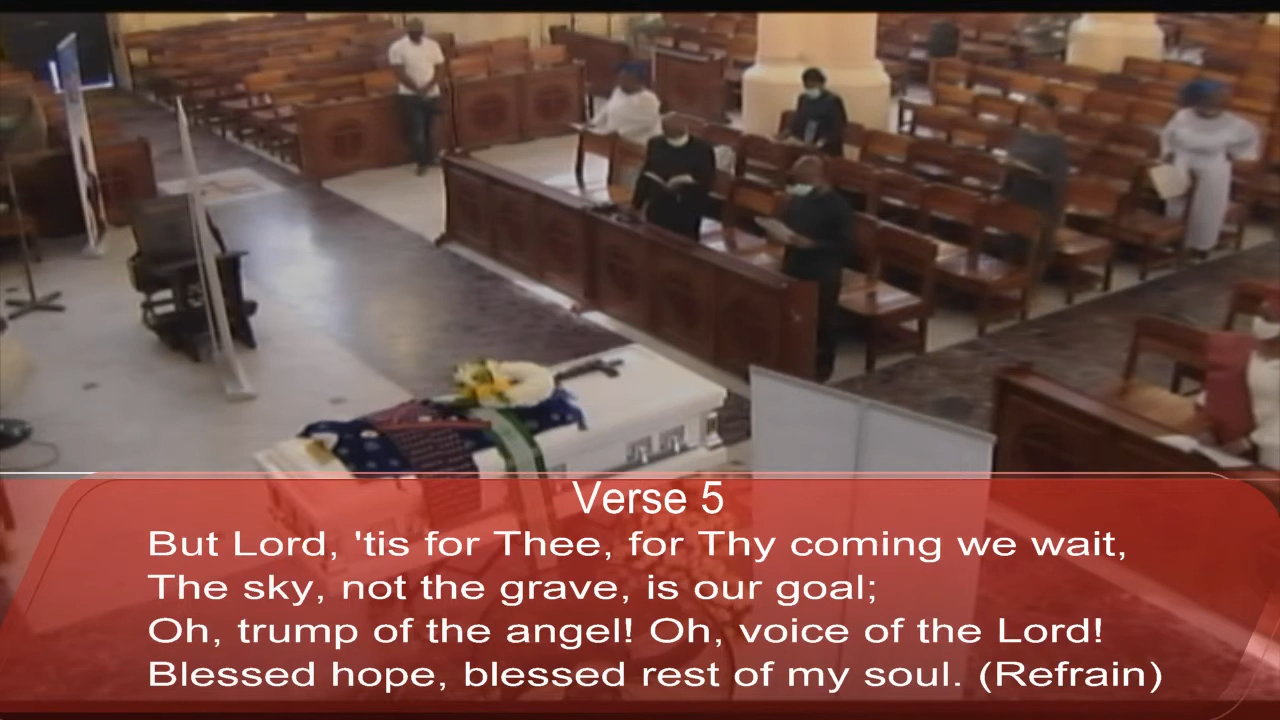 Verse 5
But Lord, 'tis for Thee, for Thy coming we wait,
The sky, not the grave, is our goal;
Oh, trump of the angel! Oh, voice of the Lord!
Blessed hope, blessed rest of my soul. (Refrain)